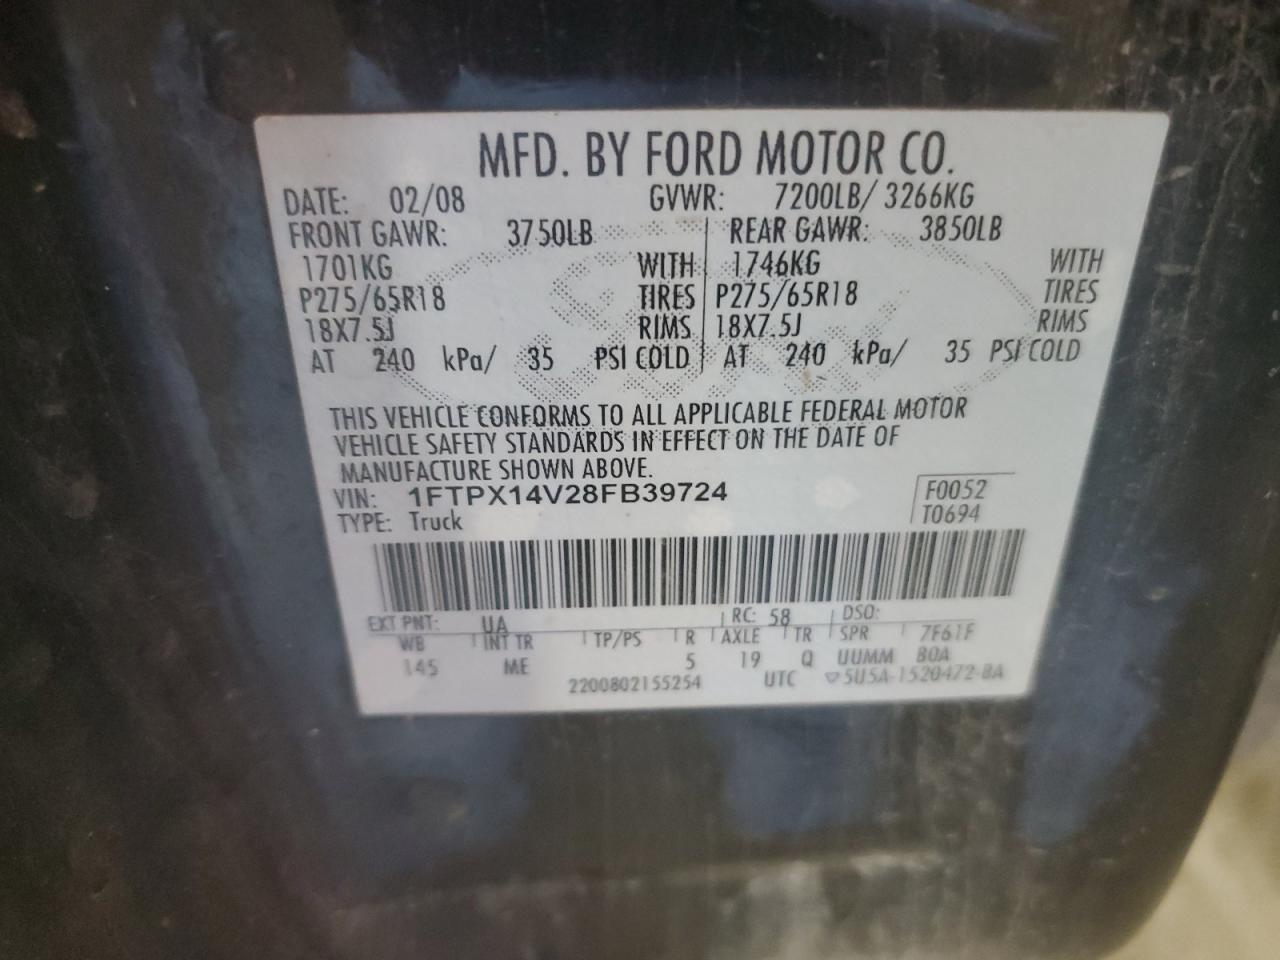 MFD. BY FORD MOTOR CO.
DATE: 02/08 GVWR: 7200LB/ 3266KG
FRONT GAWR: 3750LB REAR GAWR: 3850LB
1701KG WITH 1746KG WITH
P275/65R18 TIRES P275/65R18 TIRES
18X7.5J RIMS 18X7.5J RIMS
AT 240 kPa/ 35 PSI COLD AT 240 kPa/ 35 PSI COLD
THIS VEHICLE CONFORMS TO ALL APPLICABLE FEDERAL MOTOR
VEHICLE SAFETY STANDARDS IN EFFECT ON THE DATE OF
MANUFACTURE SHOWN ABOVE.
VIN: 1FTPX14V28FB39724 F0052
TYPE: Truck T0694
EXT PNT: UA RC: 58 DSO:
WB INT TR TP/PS R AXLE TR SPR 7F61F
145 ME 5 19 Q UUMM BOA
2200802155254 UTC ▽5U5A-1520472-BA